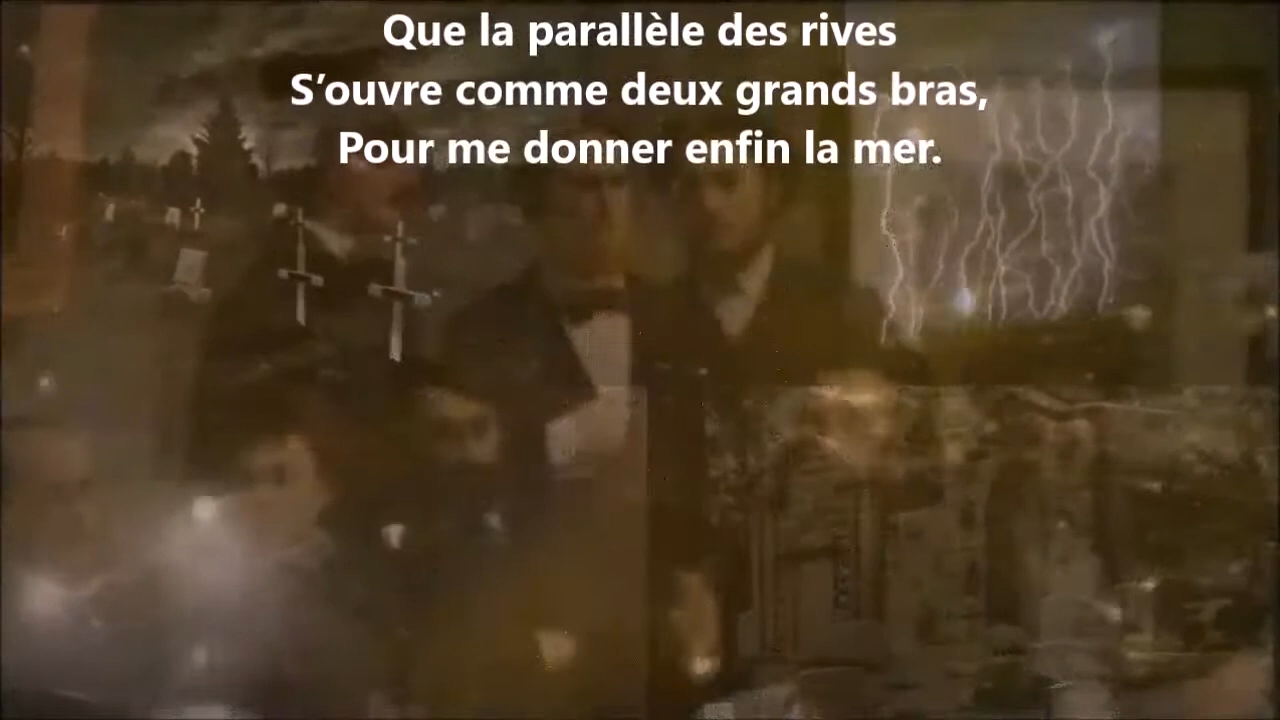 Que la parallèle des rives
S’ouvre comme deux grands bras,
Pour me donner enfin la mer.